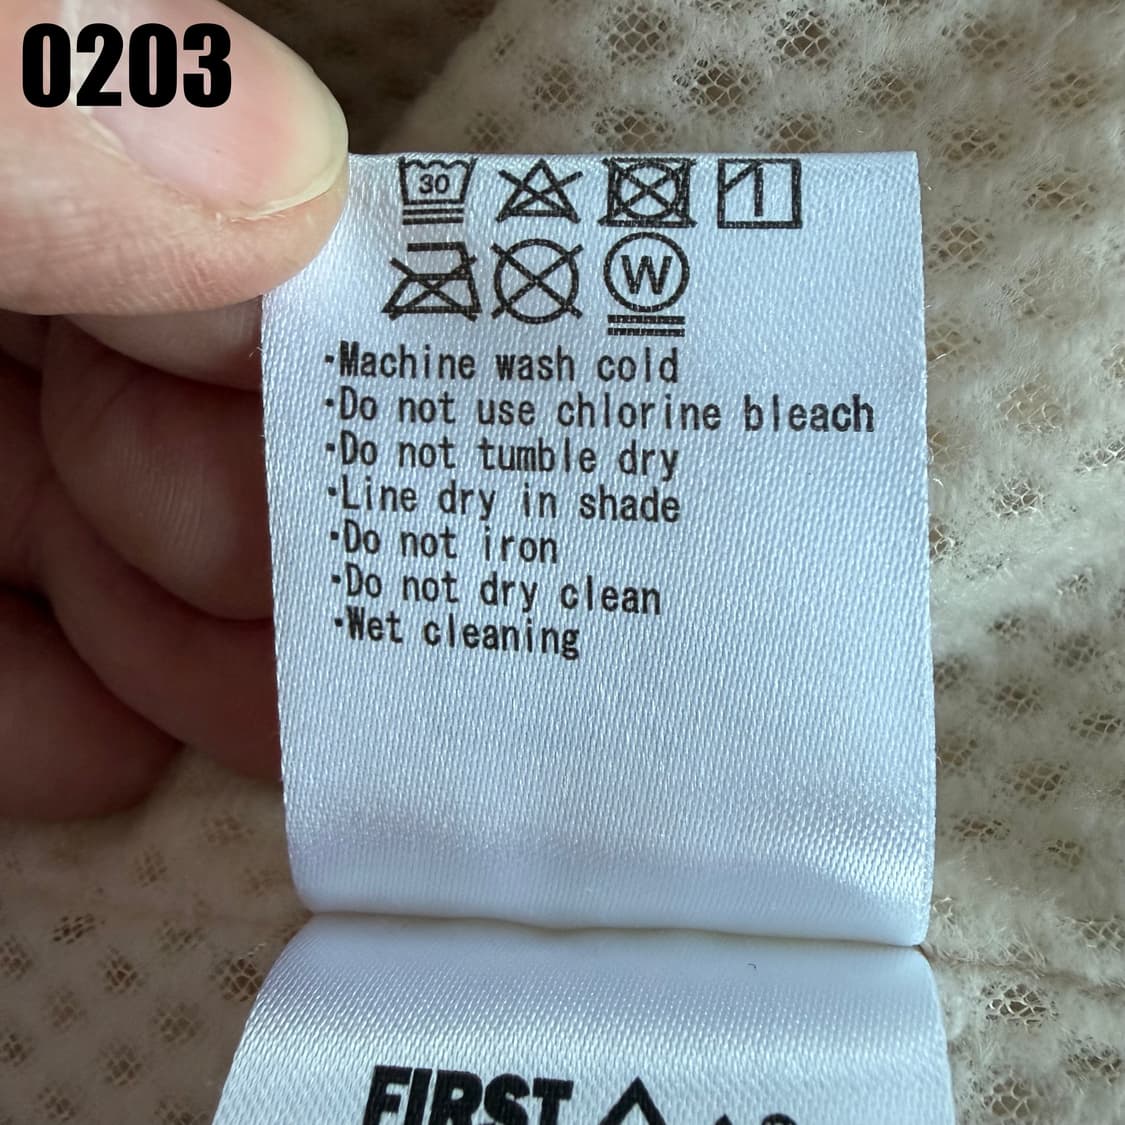 0203
30
W
·Machine wash cold
·Do not use chlorine bleach
·Do not tumble dry
·Line dry in shade
·Do not iron
·Do not dry clean
·Wet cleaning
FIRST